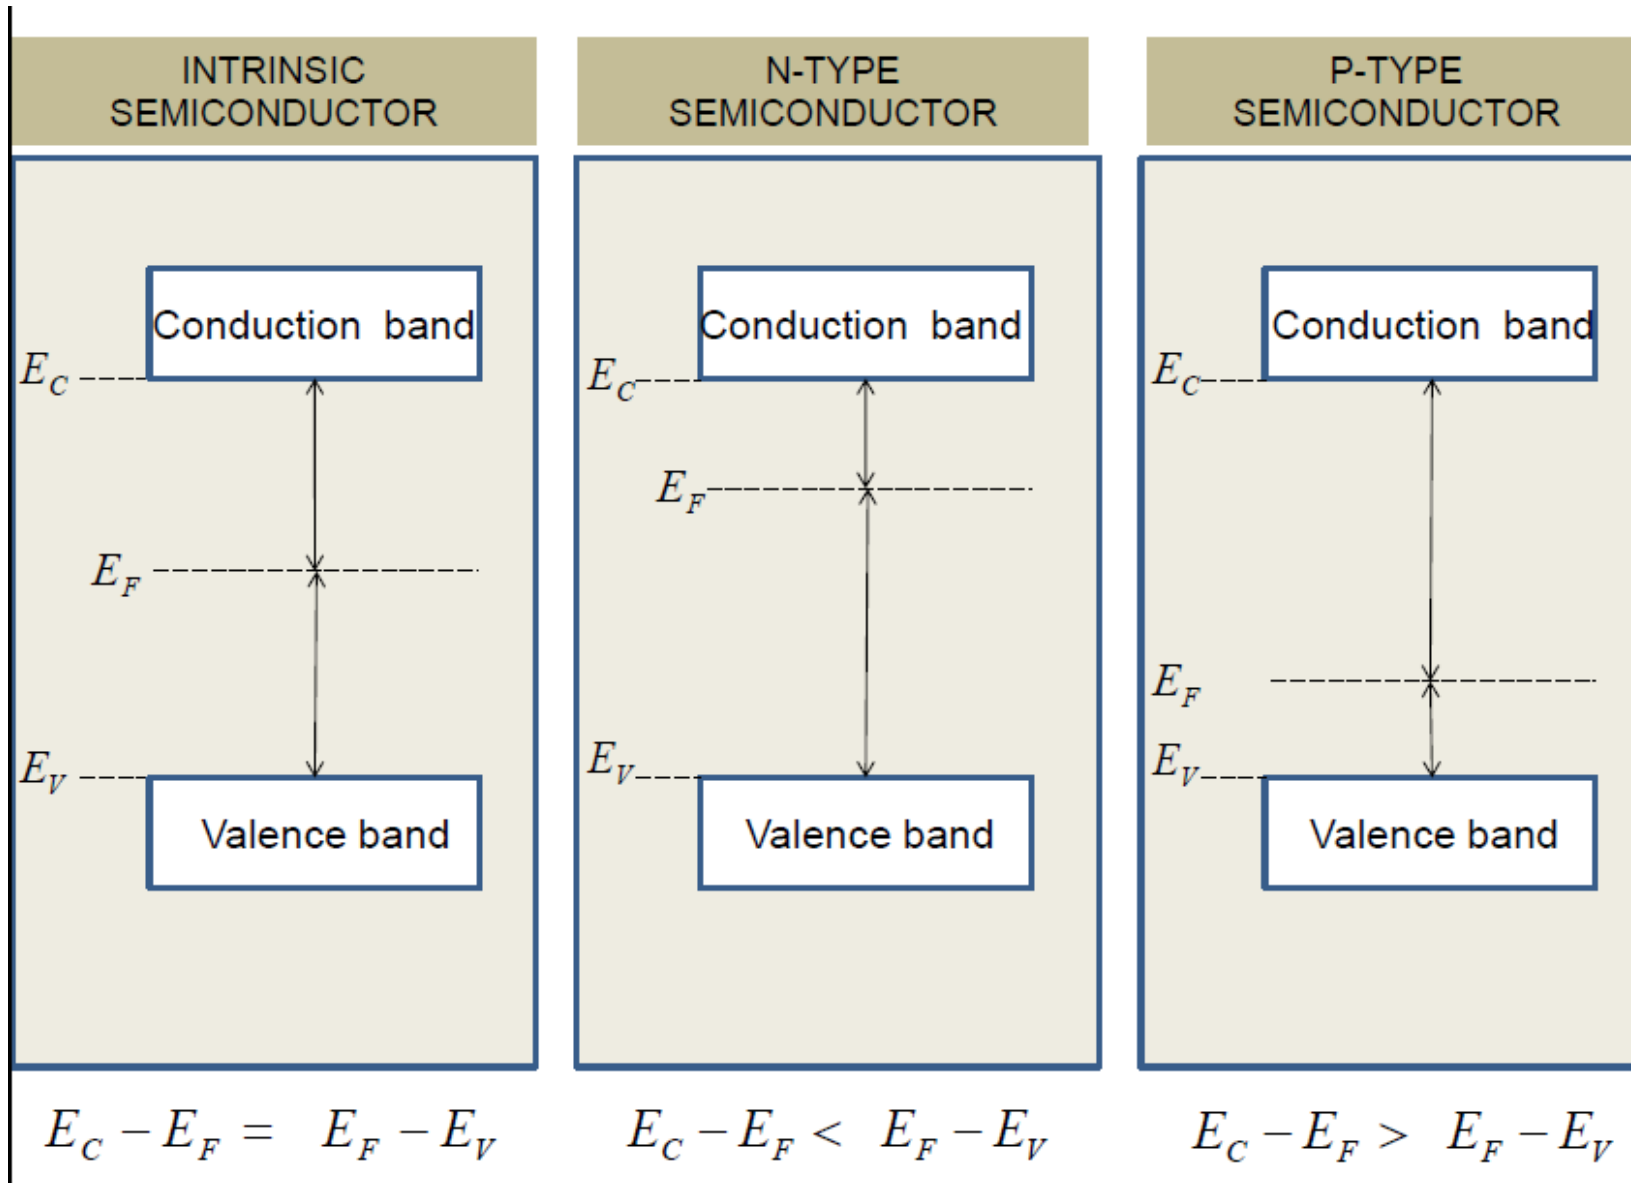 INTRINSIC
SEMICONDUCTOR
Conduction band
E_C
E_F
E_V
Valence band
E_C − E_F = E_F − E_V
N-TYPE
SEMICONDUCTOR
Conduction band
E_C
E_F
E_V
Valence band
E_C − E_F < E_F − E_V
P-TYPE
SEMICONDUCTOR
Conduction band
E_C
E_F
E_V
Valence band
E_C − E_F > E_F − E_V